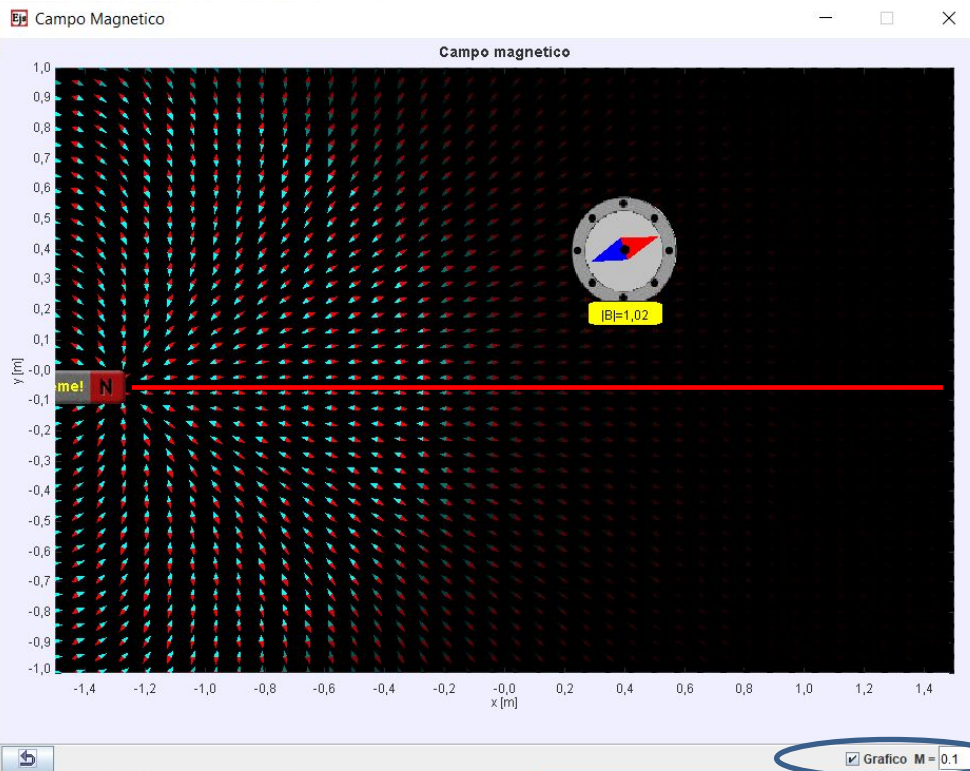 Ejs Campo Magnetico
Campo magnetico
1,0
0,9
0,8
0,7
0,6
0,5
0,4
0,3
0,2
0,1
-0,0
-0,1
-0,2
-0,3
-0,4
-0,5
-0,6
-0,7
-0,8
-0,9
-1,0
y [m]
|B|=1,02
me! N
-1,4 -1,2 -1,0 -0,8 -0,6 -0,4 -0,2 -0,0 0,2 0,4 0,6 0,8 1,0 1,2 1,4
x [m]
Grafico M = 0.1